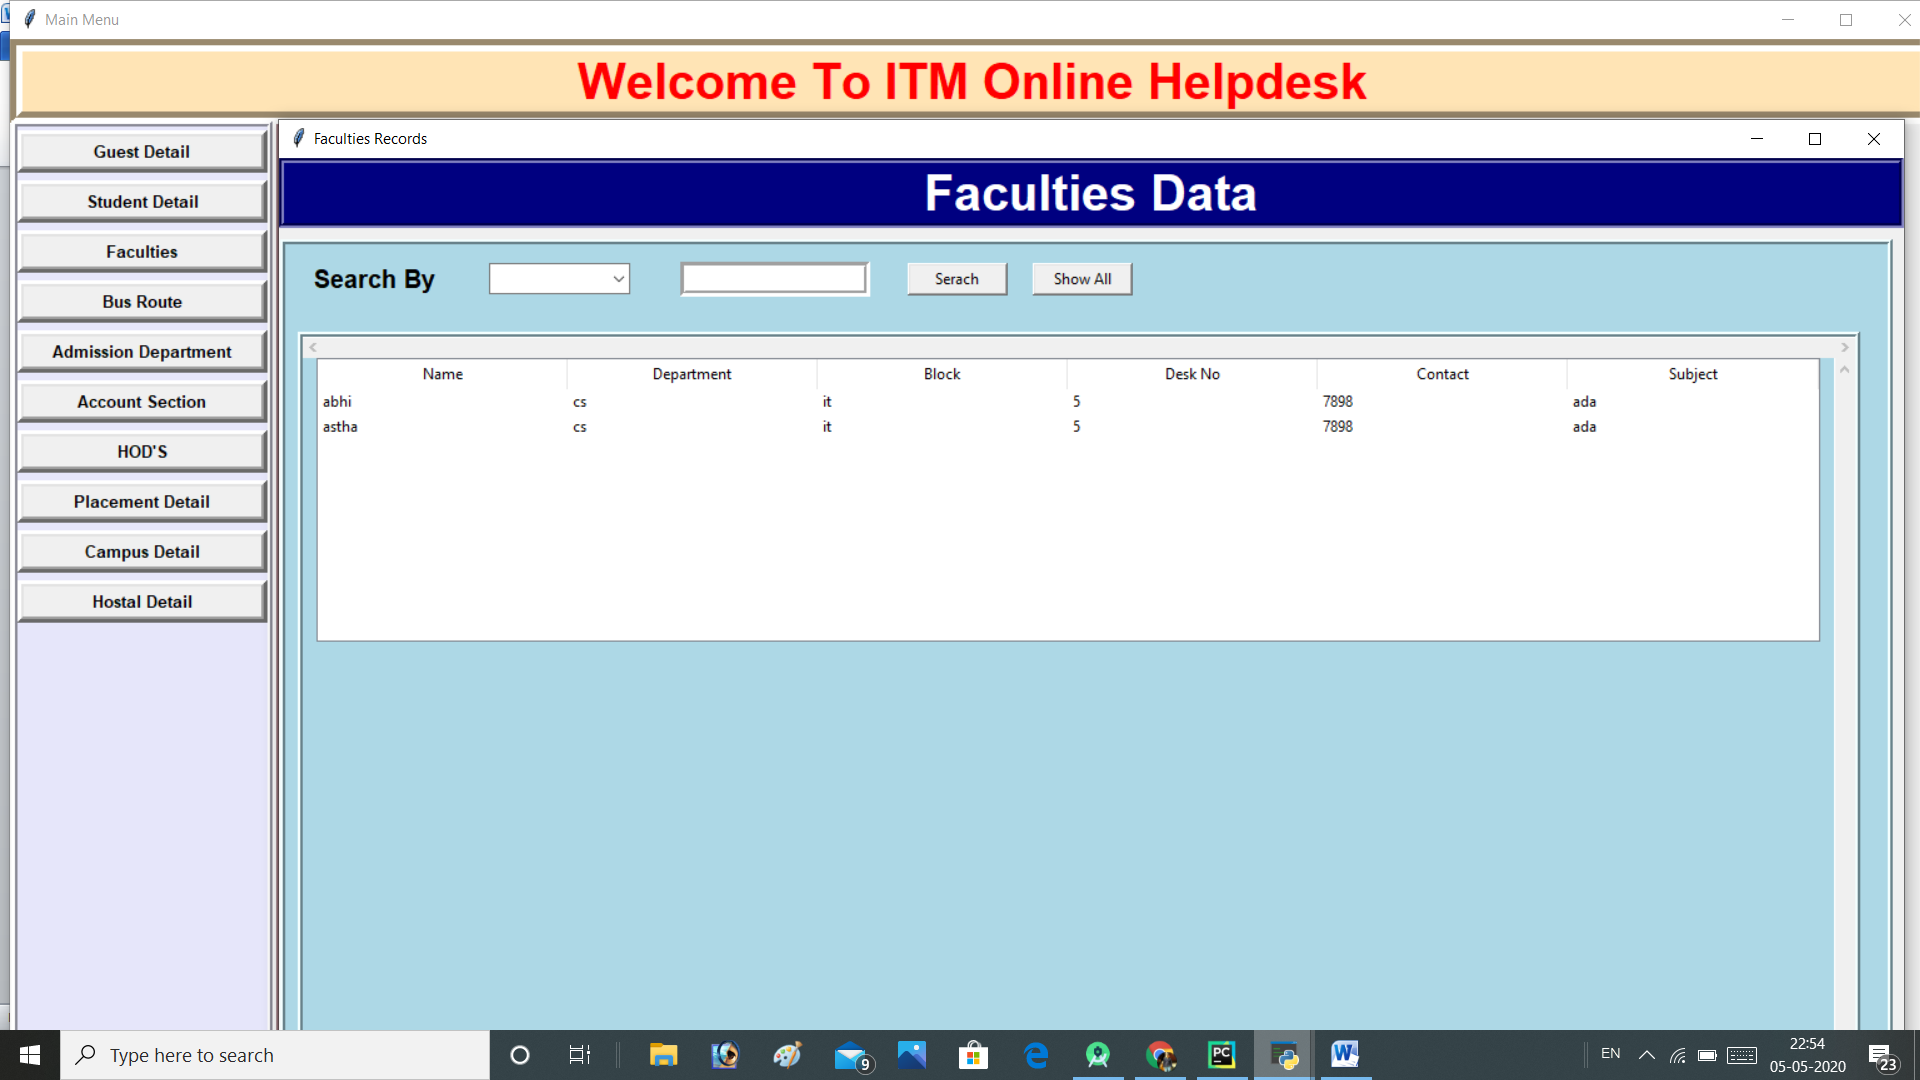 Main Menu
Welcome To ITM Online Helpdesk
Guest Detail
Student Detail
Faculties
Bus Route
Admission Department
Account Section
HOD'S
Placement Detail
Campus Detail
Hostal Detail
Faculties Records
Faculties Data
Search By Serach Show All
Name Department Block Desk No Contact Subject
abhi cs it 5 7898 ada
astha cs it 5 7898 ada
Type here to search
9
PC
W
EN
22:54
05-05-2020
23